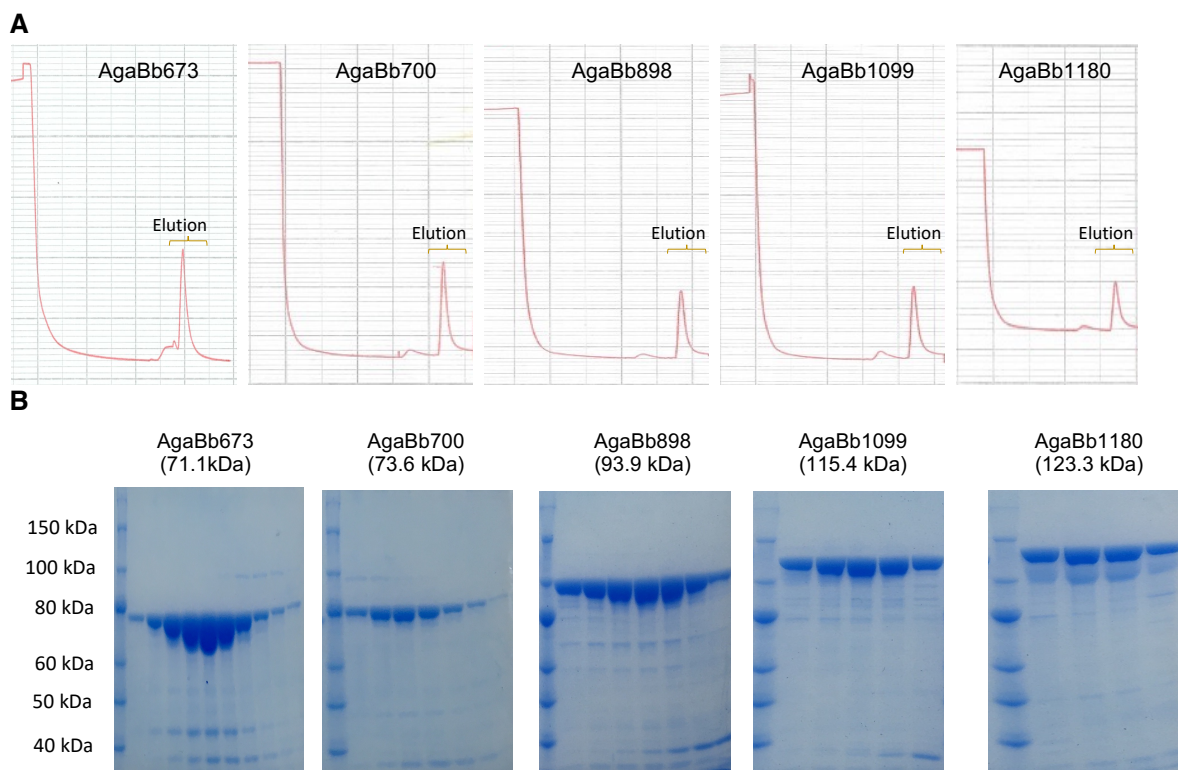 A
AgaBb673
AgaBb700
AgaBb898
AgaBb1099
AgaBb1180
Elution
Elution
Elution
Elution
Elution
B
AgaBb673
(71.1kDa)
AgaBb700
(73.6 kDa)
AgaBb898
(93.9 kDa)
AgaBb1099
(115.4 kDa)
AgaBb1180
(123.3 kDa)
150 kDa
100 kDa
80 kDa
60 kDa
50 kDa
40 kDa